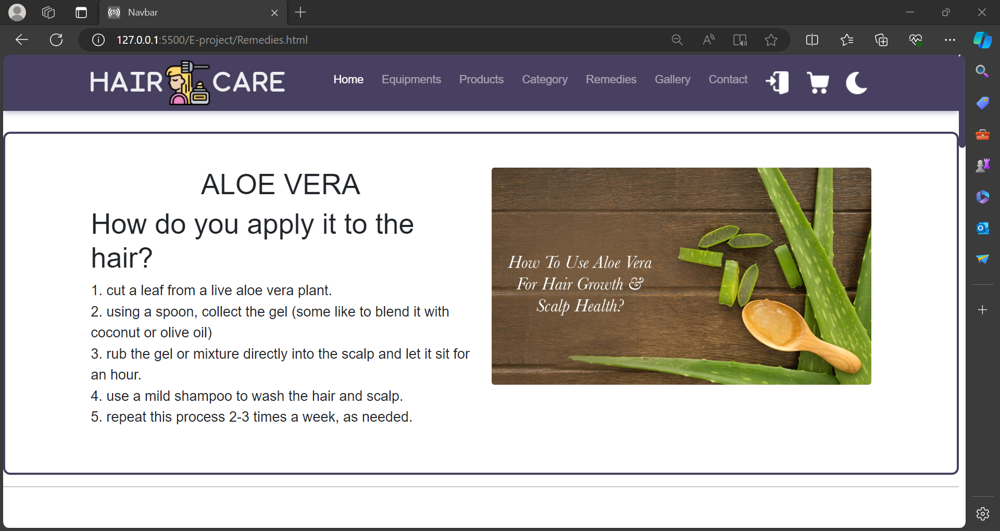 Navbar
127.0.0.1:5500/E-project/Remedies.html
HAIR CARE
Home Equipments Products Category Remedies Gallery Contact
ALOE VERA
How do you apply it to the
hair?
1. cut a leaf from a live aloe vera plant.
2. using a spoon, collect the gel (some like to blend it with
coconut or olive oil)
3. rub the gel or mixture directly into the scalp and let it sit for
an hour.
4. use a mild shampoo to wash the hair and scalp.
5. repeat this process 2-3 times a week, as needed.
How To Use Aloe Vera
For Hair Growth &
Scalp Health?